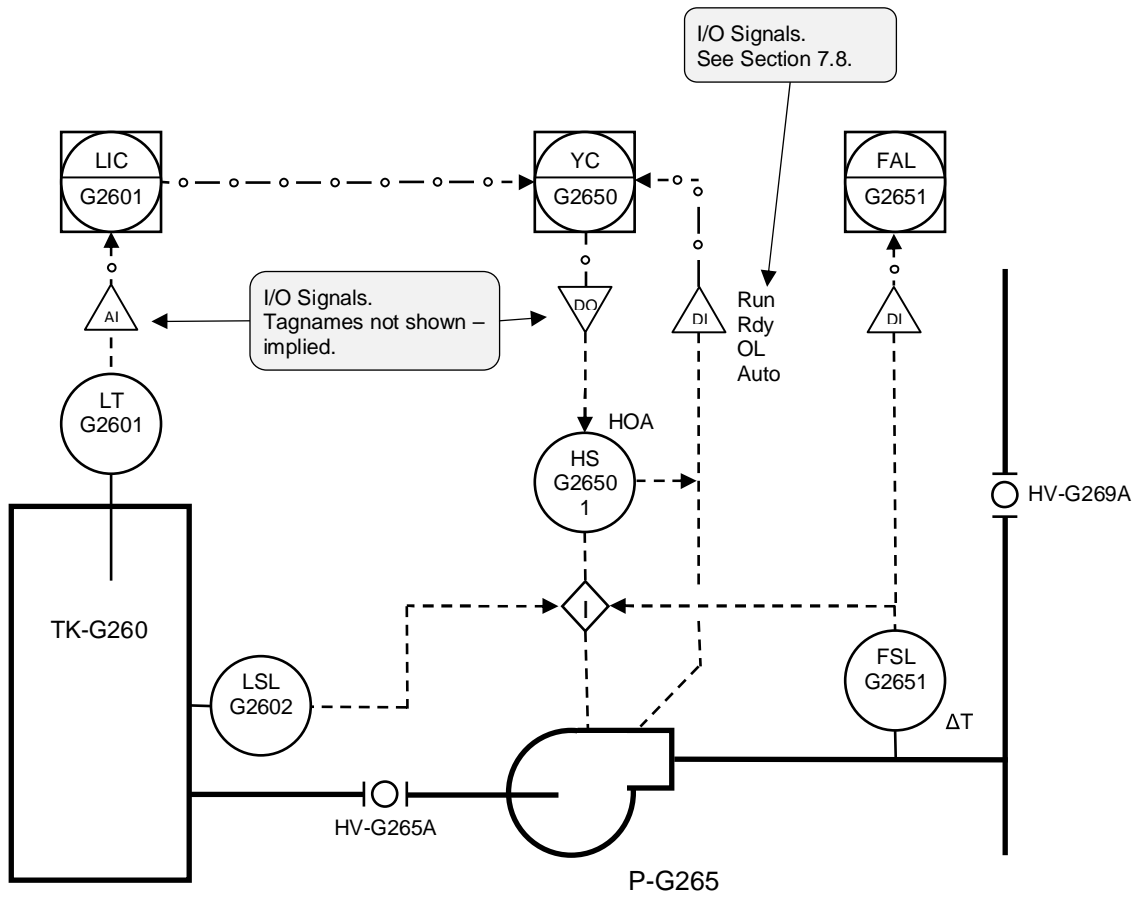 I/O Signals.
See Section 7.8.
LIC
G2601
YC
G2650
FAL
G2651
I/O Signals.
Tagnames not shown –
implied.
AI
DO
DI
Run
Rdy
OL
Auto
DI
LT
G2601
HOA
HS
G2650
1
HV-G269A
I
TK-G260
LSL
G2602
FSL
G2651
ΔT
HV-G265A
P-G265